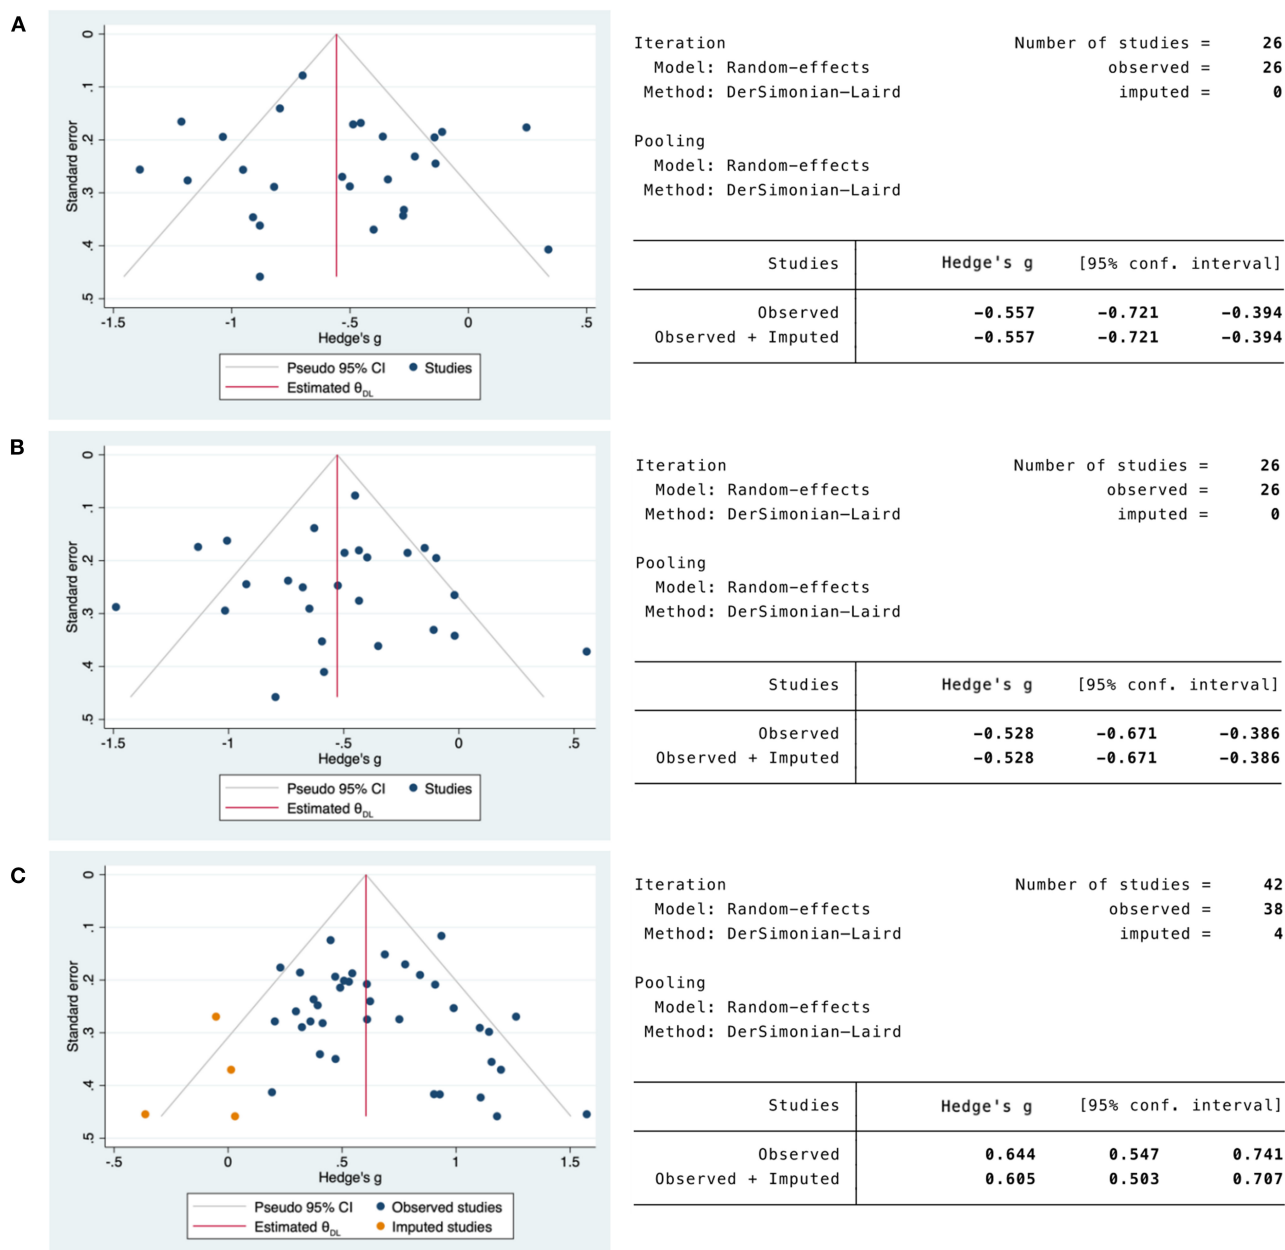 A
0
.1
.2
.3
.4
.5
Standard error
-1.5
-1
-.5
0
.5
Hedge's g
Pseudo 95% CI
Studies
Estimated θDL
Iteration Number of studies = 26
Model: Random-effects observed = 26
Method: DerSimonian-Laird imputed = 0
Pooling
Model: Random-effects
Method: DerSimonian-Laird
Studies Hedge's g [95% conf. interval]
Observed -0.557 -0.721 -0.394
Observed + Imputed -0.557 -0.721 -0.394
B
0
.1
.2
.3
.4
.5
Standard error
-1.5
-1
-.5
0
.5
Hedge's g
Pseudo 95% CI
Studies
Estimated θDL
Iteration Number of studies = 26
Model: Random-effects observed = 26
Method: DerSimonian-Laird imputed = 0
Pooling
Model: Random-effects
Method: DerSimonian-Laird
Studies Hedge's g [95% conf. interval]
Observed -0.528 -0.671 -0.386
Observed + Imputed -0.528 -0.671 -0.386
C
0
.1
.2
.3
.4
.5
Standard error
-.5
0
.5
1
1.5
Hedge's g
Pseudo 95% CI
Observed studies
Estimated θDL
Imputed studies
Iteration Number of studies = 42
Model: Random-effects observed = 38
Method: DerSimonian-Laird imputed = 4
Pooling
Model: Random-effects
Method: DerSimonian-Laird
Studies Hedge's g [95% conf. interval]
Observed 0.644 0.547 0.741
Observed + Imputed 0.605 0.503 0.707